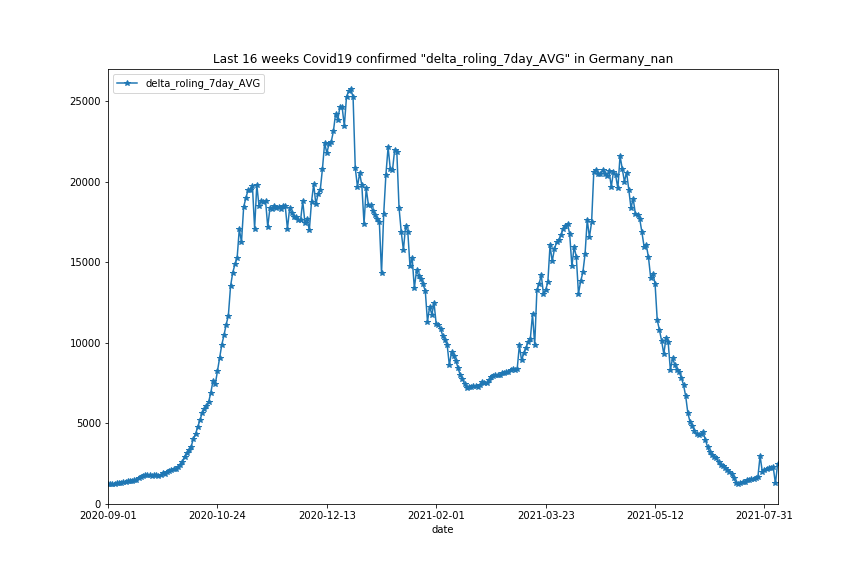 Last 16 weeks Covid19 confirmed "delta_roling_7day_AVG" in Germany_nan
delta_roling_7day_AVG
25000
20000
15000
10000
5000
0
2020-09-01 2020-10-24 2020-12-13 2021-02-01 2021-03-23 2021-05-12 2021-07-31
date